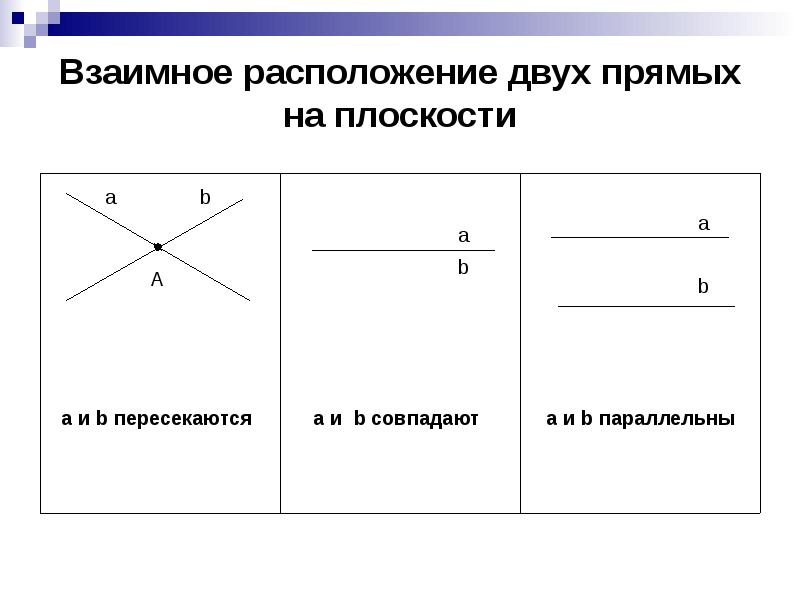 Взаимное расположение двух прямых
на плоскости
a b
A
a и b пересекаются
a
b
a и b совпадают
a
b
a и b параллельны